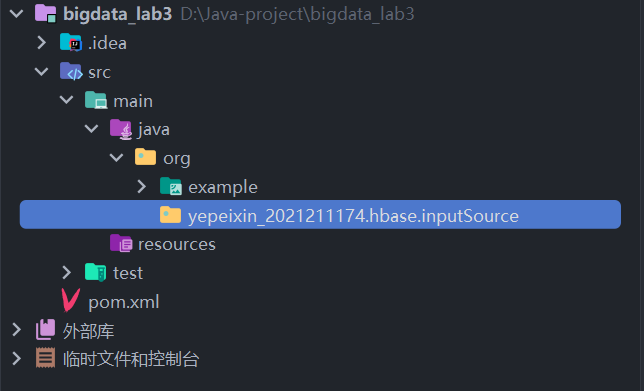 bigdata_lab3 D:\Java-project\bigdata_lab3
.idea
src
main
java
org
example
yepeixin_2021211174.hbase.inputSource
resources
test
pom.xml
外部库
临时文件和控制台